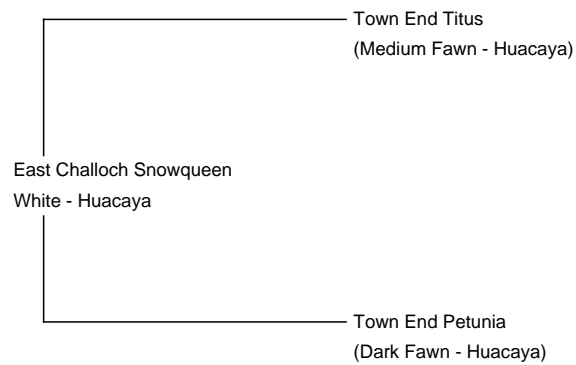 Town End Titus
(Medium Fawn - Huacaya)
East Challoch Snowqueen
White - Huacaya
Town End Petunia
(Dark Fawn - Huacaya)